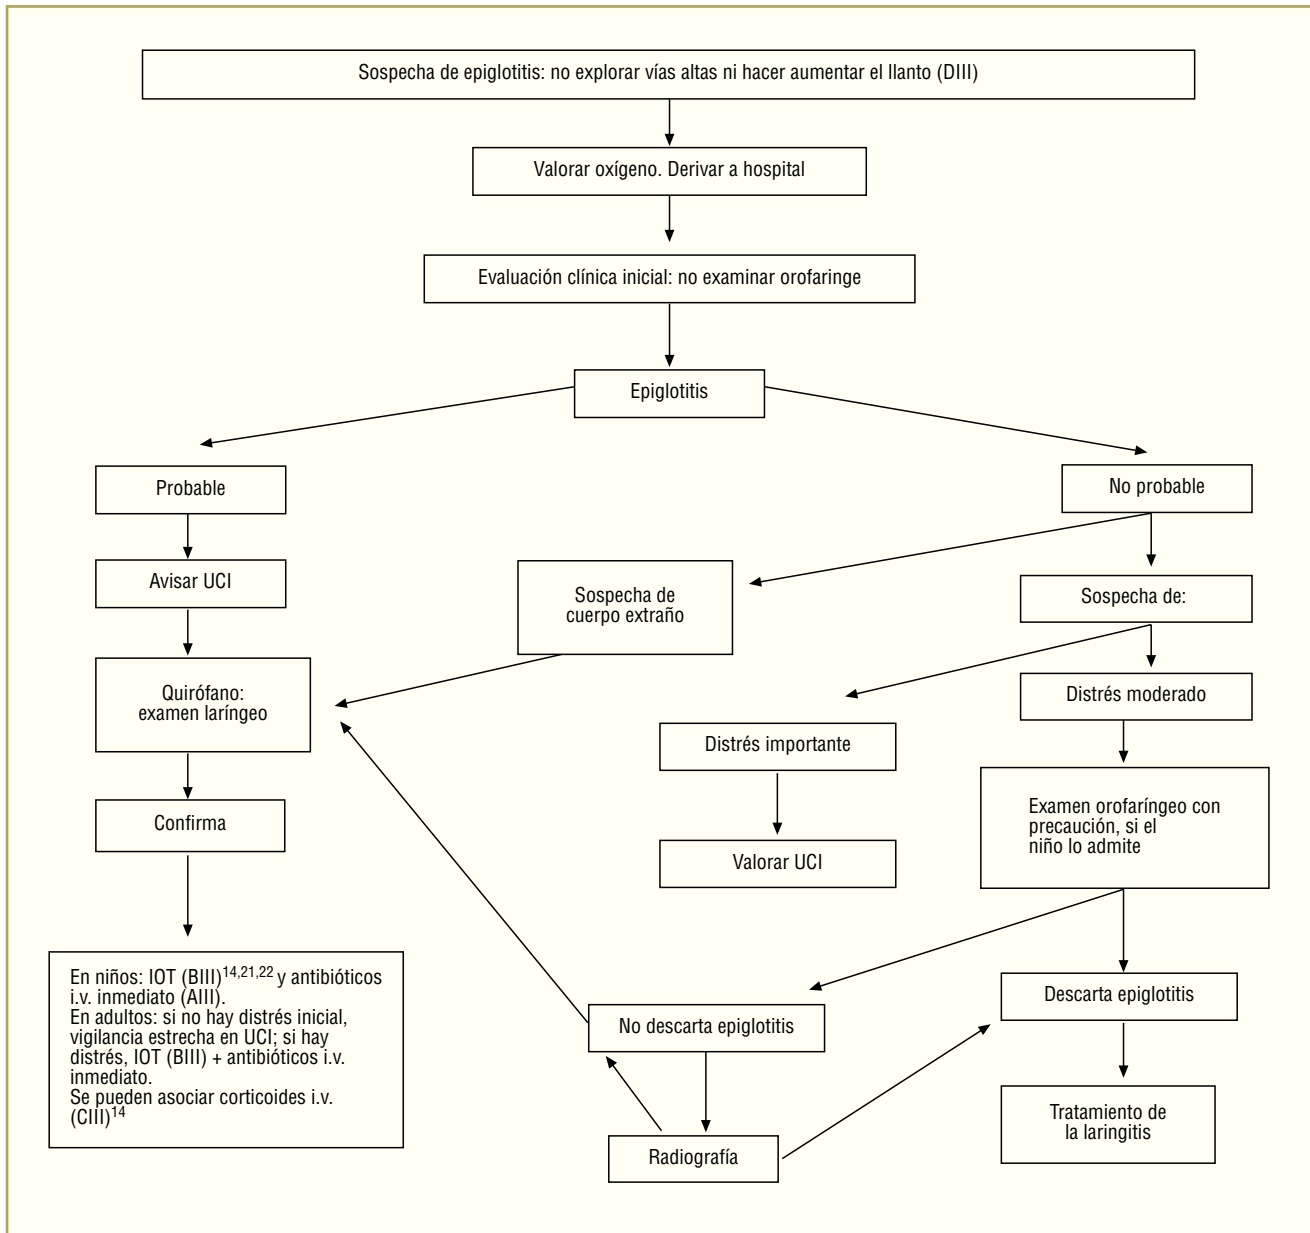 Sospecha de epiglotitis: no explorar vías altas ni hacer aumentar el llanto (DIII)
Valorar oxígeno. Derivar a hospital
Evaluación clínica inicial: no examinar orofaringe
Epiglotitis
Probable
No probable
Avisar UCI
Sospecha de
cuerpo extraño
Sospecha de:
Quirófano:
examen laríngeo
Distrés moderado
Distrés importante
Confirma
Examen orofaríngeo con
precaución, si el
niño lo admite
Valorar UCI
En niños: IOT (BIII)14,21,22 y antibióticos
i.v. inmediato (AIII).
En adultos: si no hay distrés inicial,
vigilancia estrecha en UCI; si hay
distrés, IOT (BIII) + antibióticos i.v.
inmediato.
Se pueden asociar corticoides i.v.
(CIII)14
No descarta epiglotitis
Descarta epiglotitis
Radiografía
Tratamiento de
la laringitis